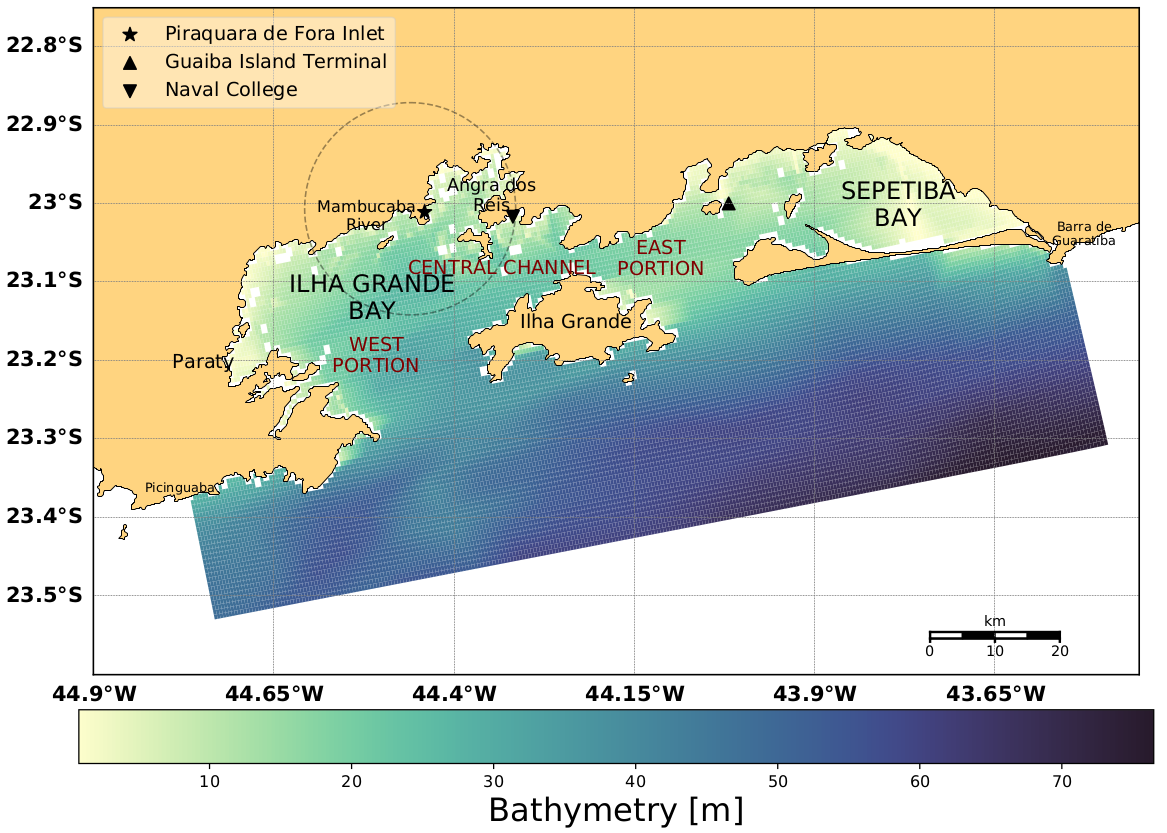 Piraquara de Fora Inlet
Guaiba Island Terminal
Naval College
22.8°S
22.9°S
23°S
23.1°S
23.2°S
23.3°S
23.4°S
23.5°S
Angra dos
Reis
Mambucaba
River
SEPETIBA
BAY
Barra de
Guaratiba
EAST
PORTION
CENTRAL CHANNEL
ILHA GRANDE
BAY
Ilha Grande
WEST
PORTION
Paraty
Picinguaba
km
0 10 20
44.9°W 44.65°W 44.4°W 44.15°W 43.9°W 43.65°W
10 20 30 40 50 60 70
Bathymetry [m]